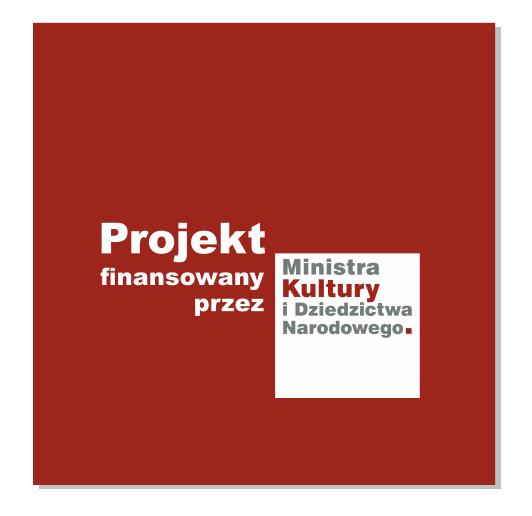 Projekt
finansowany
przez
Ministra
Kultury
i Dziedzictwa
Narodowego.